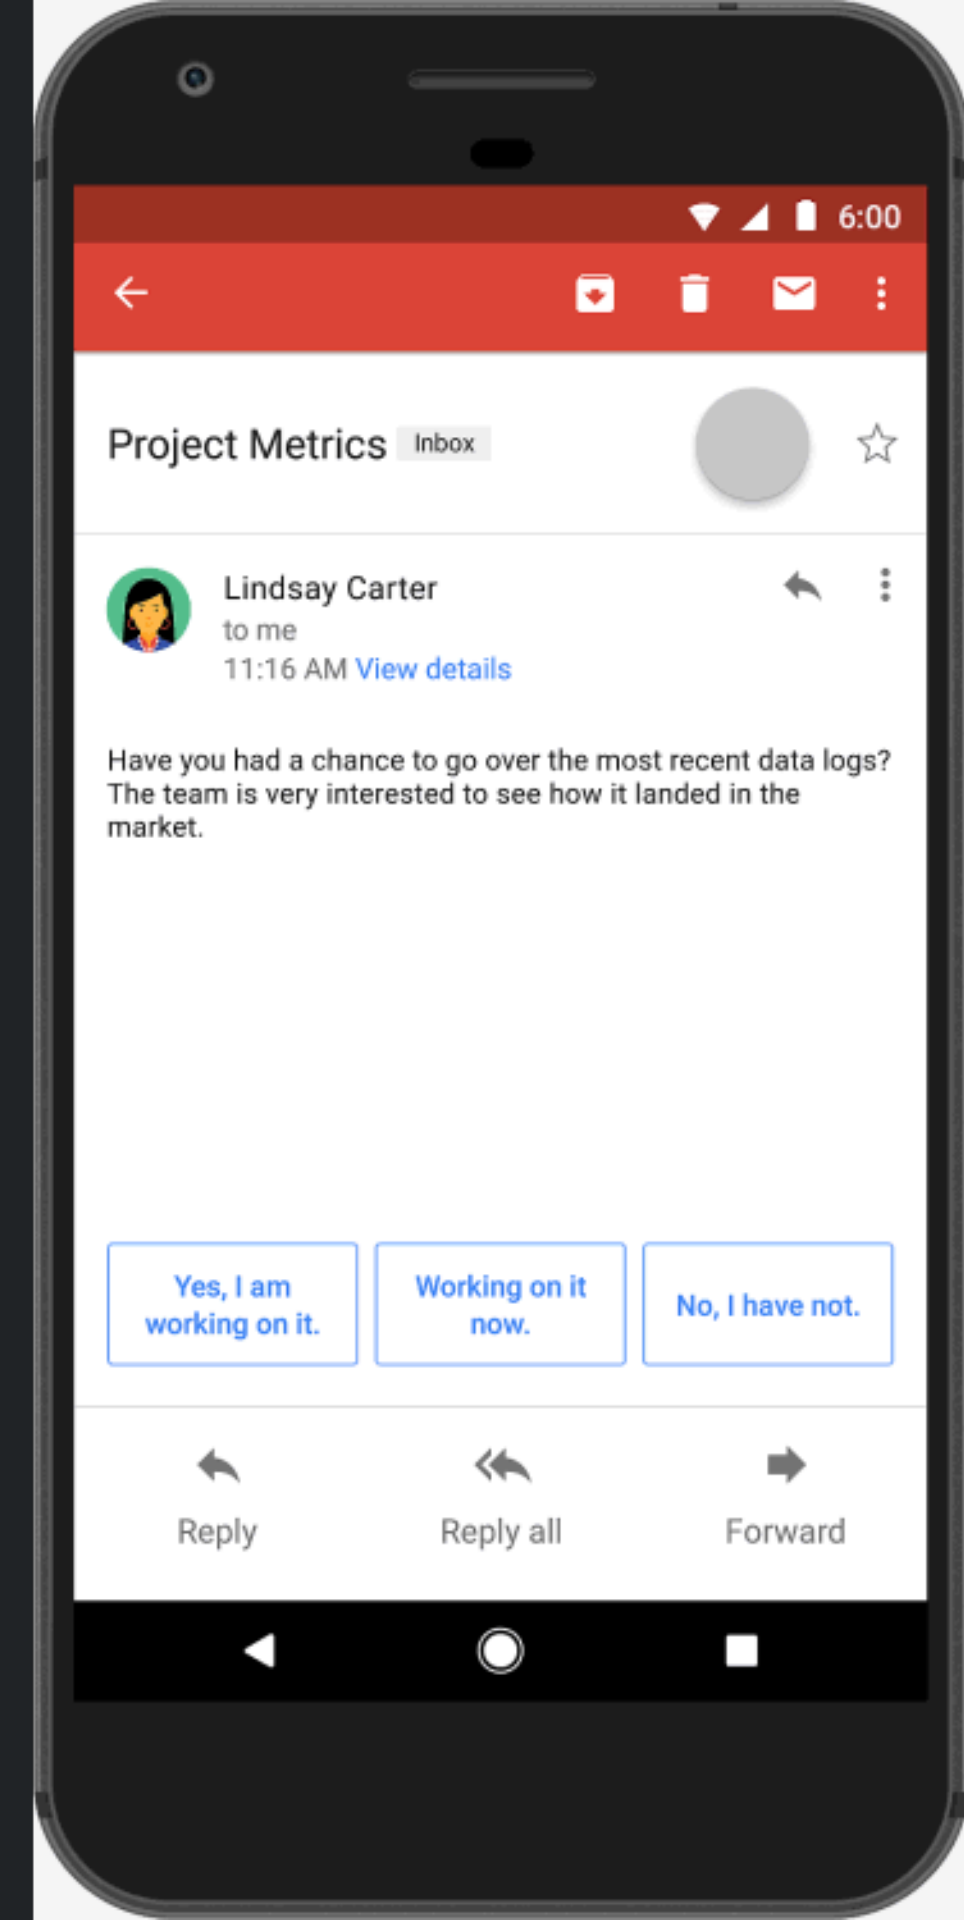 6:00
Project Metrics Inbox
Lindsay Carter
to me
11:16 AM View details
Have you had a chance to go over the most recent data logs?
The team is very interested to see how it landed in the
market.
Yes, I am
working on it.
Working on it
now.
No, I have not.
Reply
Reply all
Forward